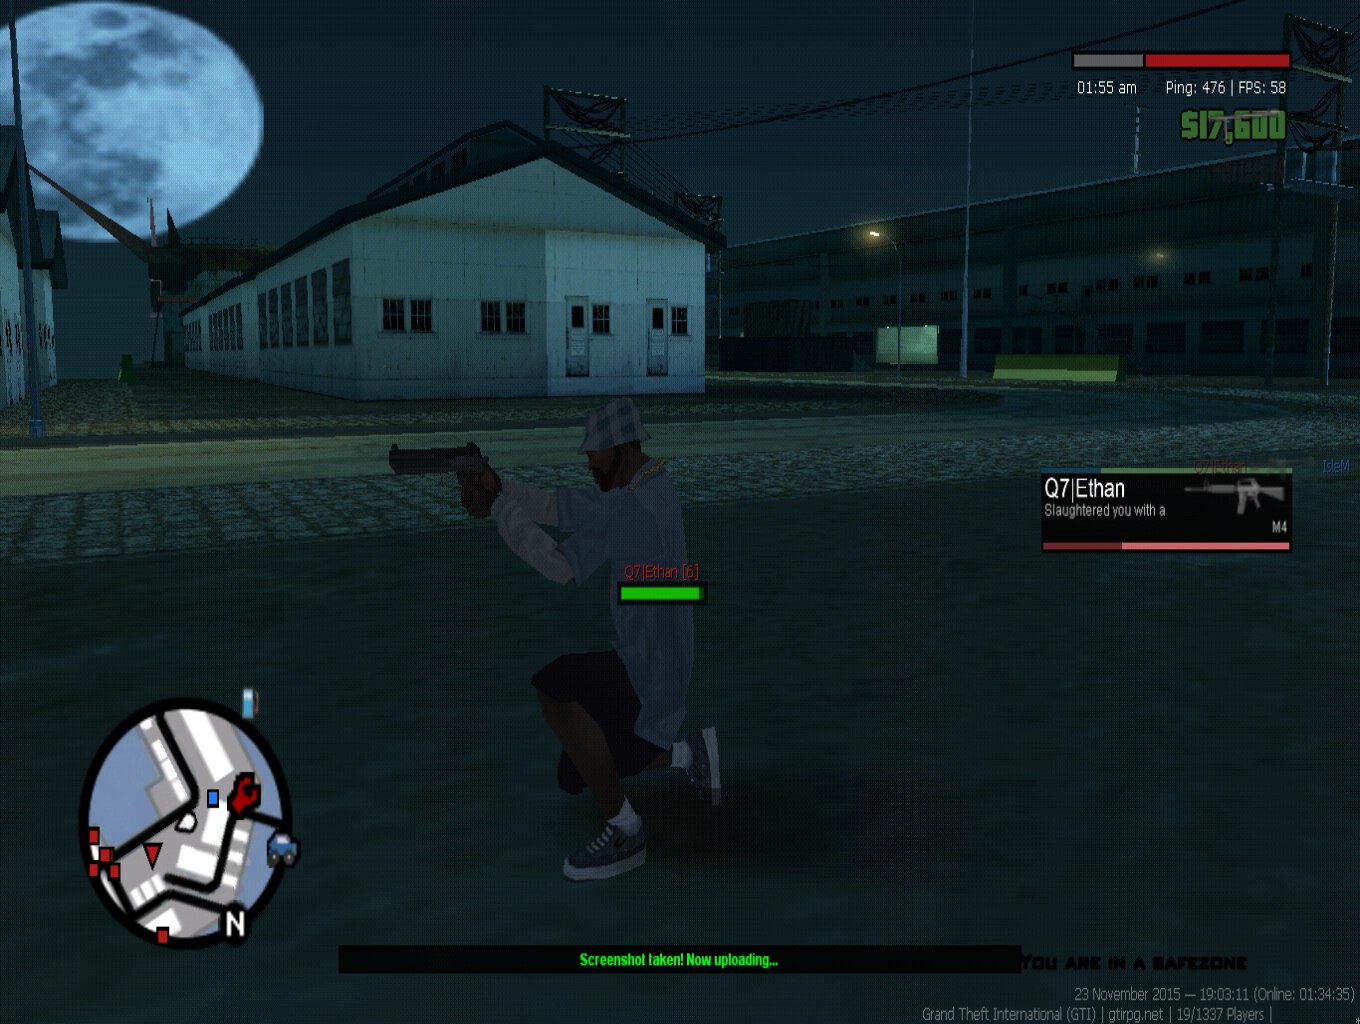 01:55 am
Ping: 476 | FPS: 58
$17,600
Q7|Ethan
IsleM
Q7|Ethan
Slaughtered you with a
M4
Q7|Ethan [6]
N
Screenshot taken! Now uploading...
You are in a safezone
23 November 2015 — 19:03:11 (Online: 01:34:35)
Grand Theft International (GTI) | gtirpg.net | 19/1337 Players |